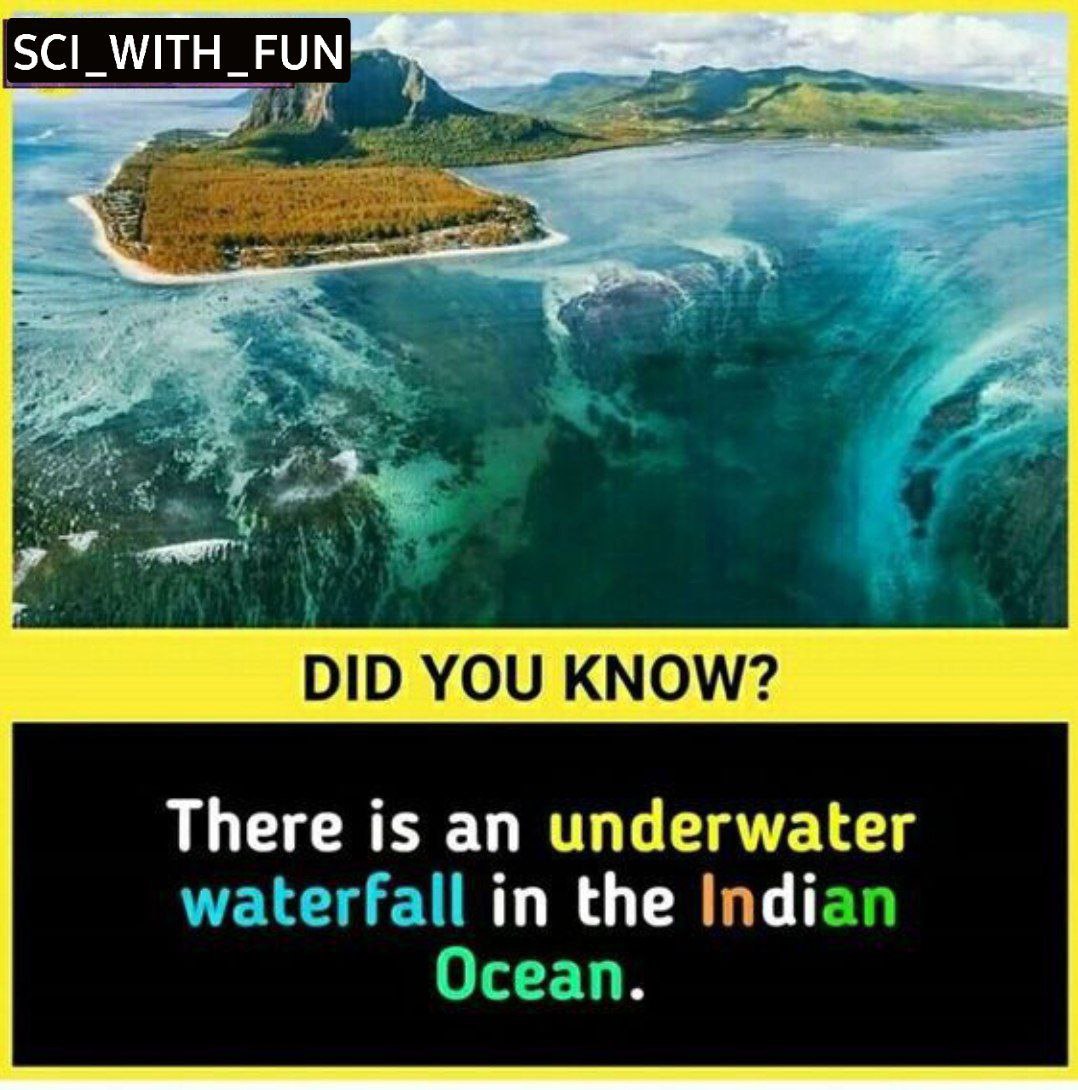 SCI_WITH_FUN
DID YOU KNOW?
There is an underwater
waterfall in the Indian
Ocean.